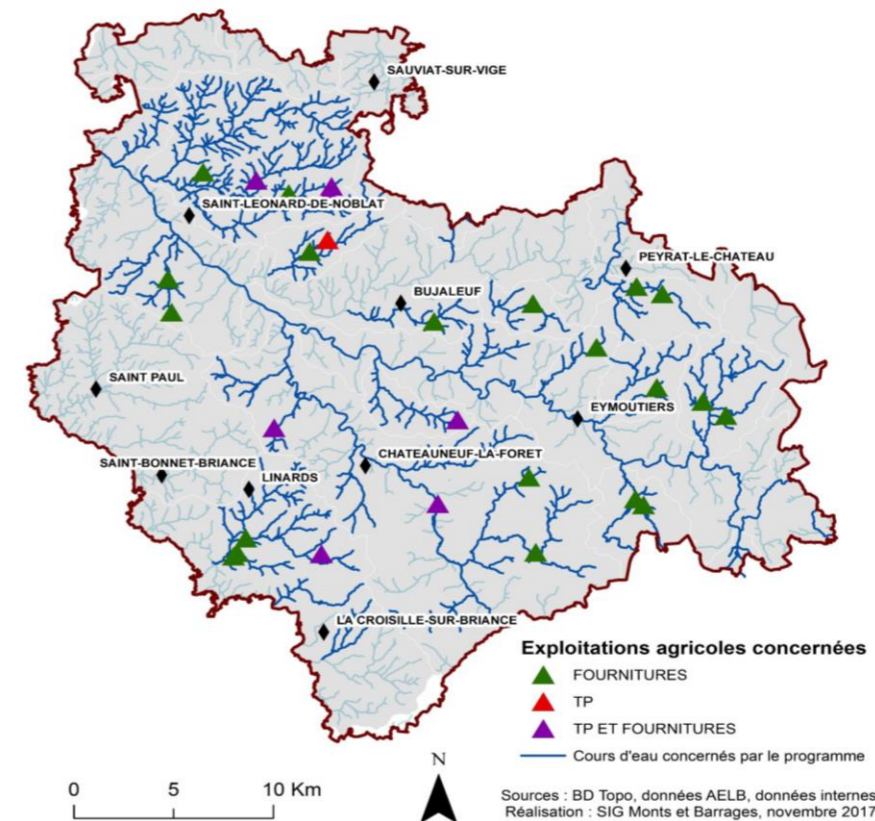 SAUVIAT-SUR-VIGE
SAINT-LEONARD-DE-NOBLAT
PEYRAT-LE-CHATEAU
BUJALEUF
SAINT PAUL
EYMOUTIERS
CHATEAUNEUF-LA-FORET
SAINT-BONNET-BRIANCE
LINARDS
LA CROISILLE-SUR-BRIANCE
Exploitations agricoles concernées
FOURNITURES
TP
TP ET FOURNITURES
Cours d'eau concernés par le programme
N
0 5 10 Km
Sources : BD Topo, données AELB, données internes
Réalisation : SIG Monts et Barrages, novembre 2017